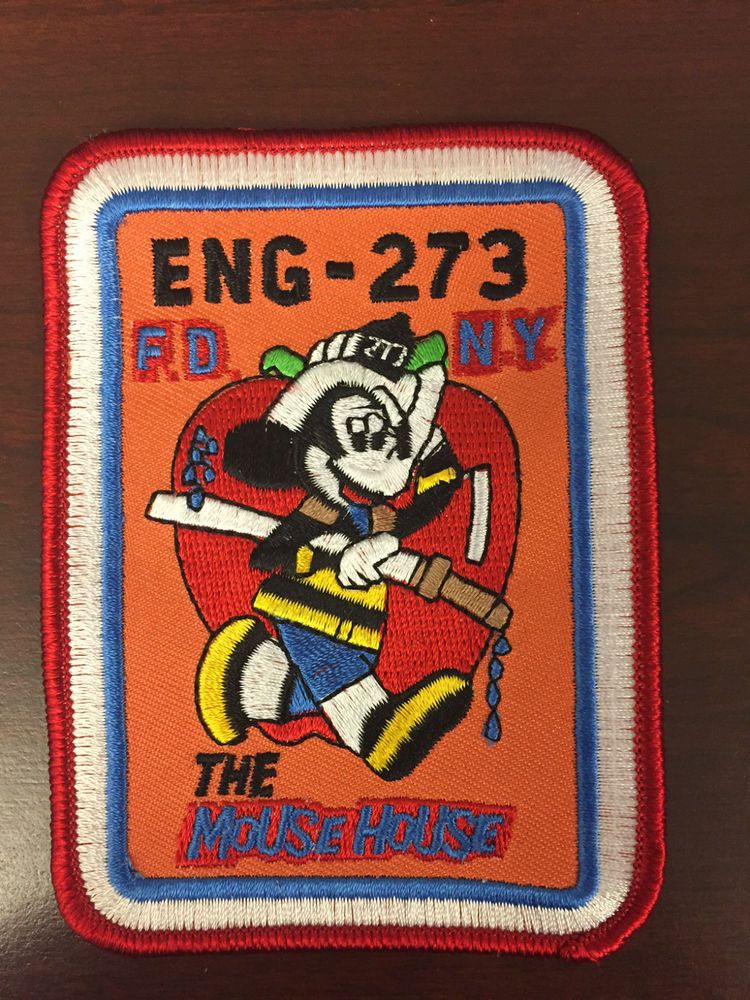 ENG-273
F.D. N.Y.
273
THE
MOUSE HOUSE